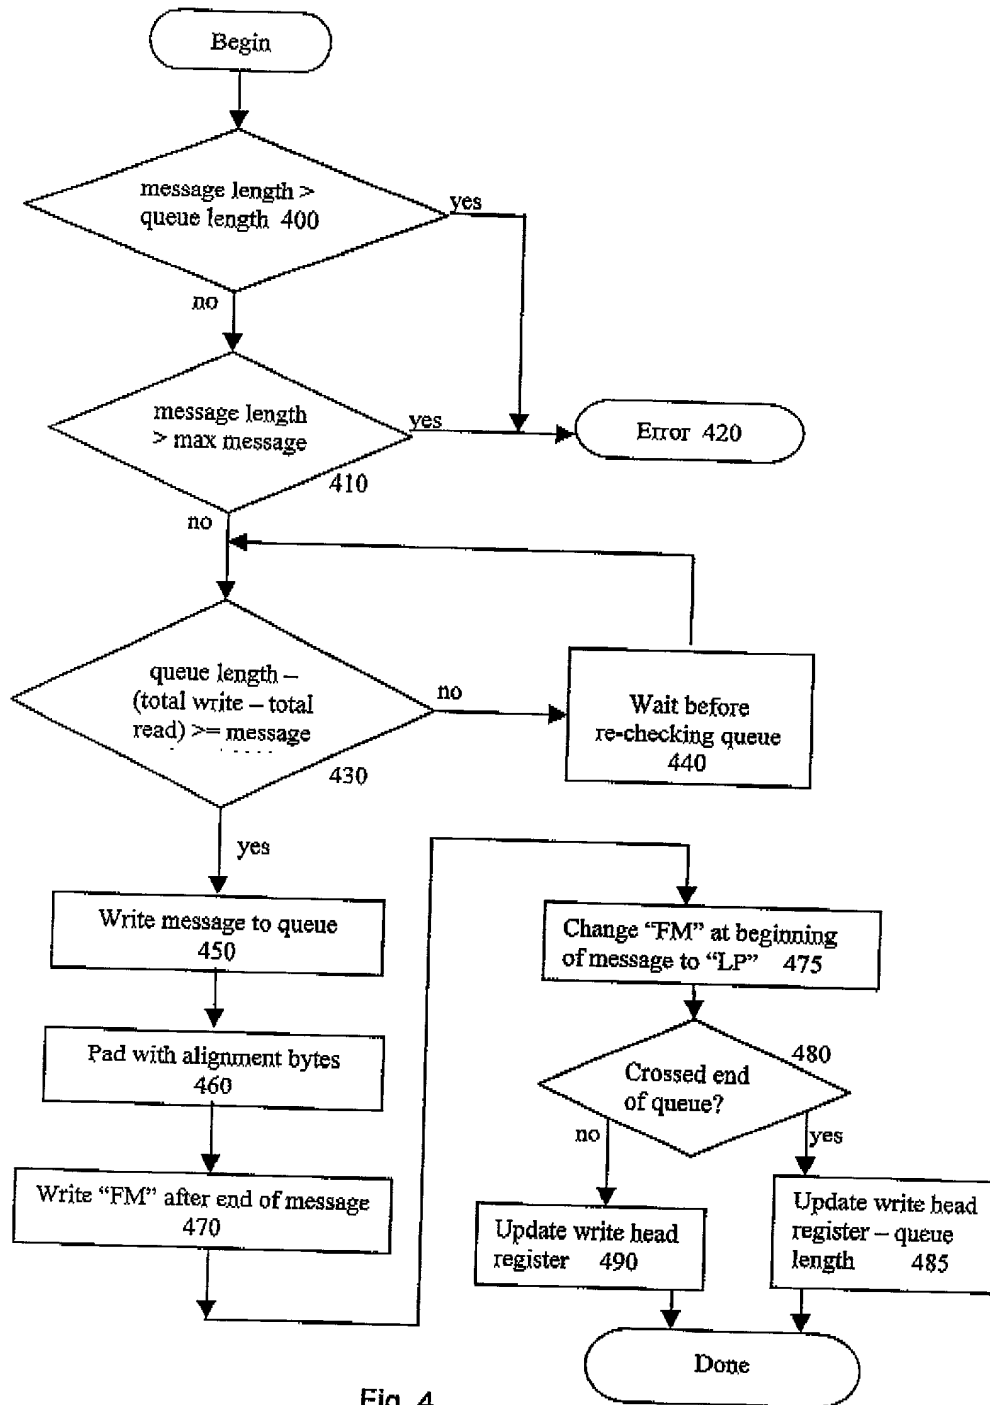 Begin
message length >
queue length 400
yes
no
message length
> max message
410
yes
Error 420
no
queue length –
(total write – total
read) >= message
430
no
Wait before
re-checking queue
440
yes
Write message to queue
450
Pad with alignment bytes
460
Write “FM” after end of message
470
Change “FM” at beginning
of message to “LP” 475
Crossed end
of queue?
480
no
yes
Update write head
register 490
Update write head
register – queue
length 485
Done
Fig. 4